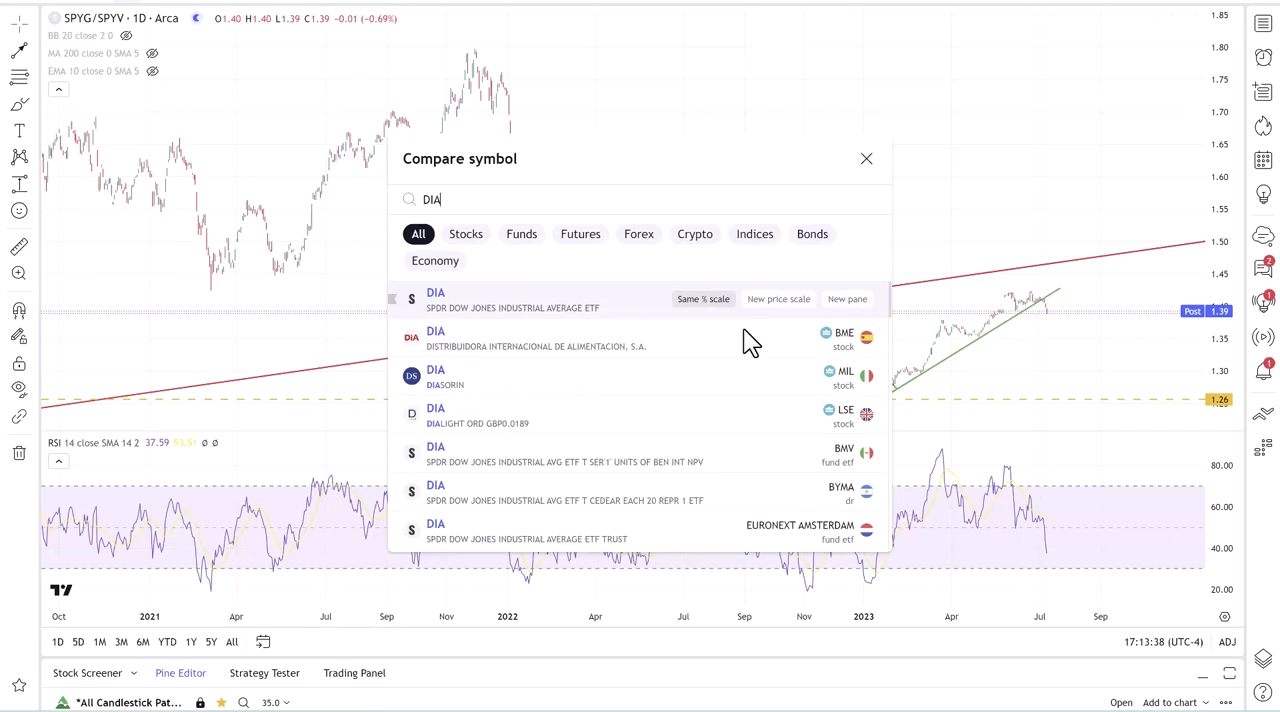 SPYG/SPYV · 1D · Arca O1.40 H1.40 L1.39 C1.39 −0.01 (−0.69%)
BB 20 close 2 0
MA 200 close 0 SMA 5
EMA 10 close 0 SMA 5
1.85
1.80
1.75
1.70
1.65
1.60
1.55
1.50
1.45
Post 1.39
1.35
1.30
1.26
Compare symbol
DIA
All Stocks Funds Futures Forex Crypto Indices Bonds
Economy
S DIA
SPDR DOW JONES INDUSTRIAL AVERAGE ETF
Same % scale New price scale New pane
DIA DIA BME
DISTRIBUIDORA INTERNACIONAL DE ALIMENTACION, S.A. stock
DS DIA MIL
DIASORIN stock
D DIA LSE
DIALIGHT ORD GBP0.0189 stock
S DIA BMV
SPDR DOW JONES INDUSTRIAL AVG ETF T SER'1' UNITS OF BEN INT NPV fund etf
S DIA BYMA
SPDR DOW JONES INDUSTRIAL AVG ETF T CEDEAR EACH 20 REPR 1 ETF dr
S DIA EURONEXT AMSTERDAM
SPDR DOW JONES INDUSTRIAL AVERAGE ETF TRUST fund etf
RSI 14 close SMA 14 2 37.59 53.51 ∅ ∅
80.00
60.00
40.00
20.00
Oct 2021 Apr Jul Sep Nov 2022 Apr Jul Sep Nov 2023 Apr Jul Sep
1D 5D 1M 3M 6M YTD 1Y 5Y All 17:13:38 (UTC-4) ADJ
Stock Screener Pine Editor Strategy Tester Trading Panel
*All Candlestick Pat... 35.0 Open Add to chart
2
1
1